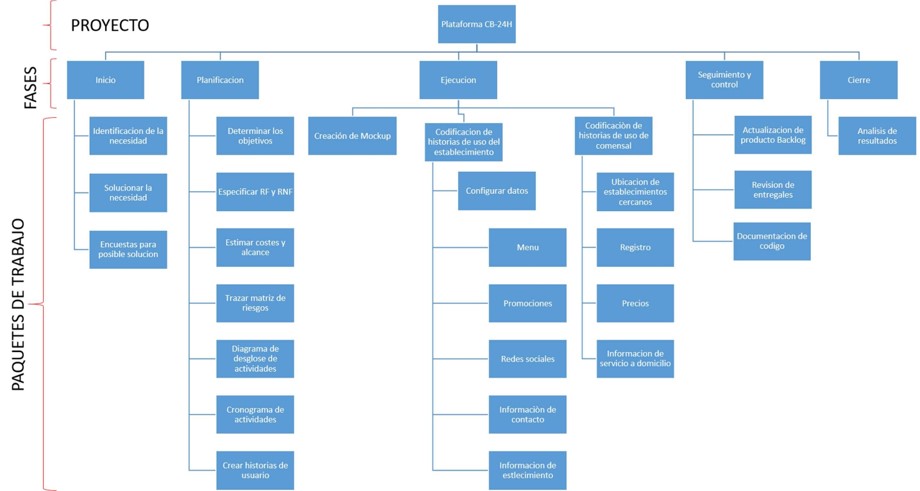 PROYECTO
Plataforma CB-24H
FASES
Inicio
Planificacion
Ejecucion
Seguimiento y
control
Cierre
PAQUETES DE TRABAJO
Identificacion de la
necesidad
Solucionar la
necesidad
Encuestas para
posible solucion
Determinar los
objetivos
Especificar RF y RNF
Estimar costes y
alcance
Trazar matriz de
riesgos
Diagrama de
desglose de
actividades
Cronograma de
actividades
Crear historias de
usuario
Creación de Mockup
Codificacion de
historias de uso del
establecimiento
Configurar datos
Menu
Promociones
Redes sociales
Informaciòn de
contacto
Informacion de
estlecimiento
Codificaciòn de
historias de uso de
comensal
Ubicacion de
establecimientos
cercanos
Registro
Precios
Informacion de
servicio a domicilio
Actualizacion de
producto Backlog
Revision de
entregales
Documentacion de
codigo
Analisis de
resultados